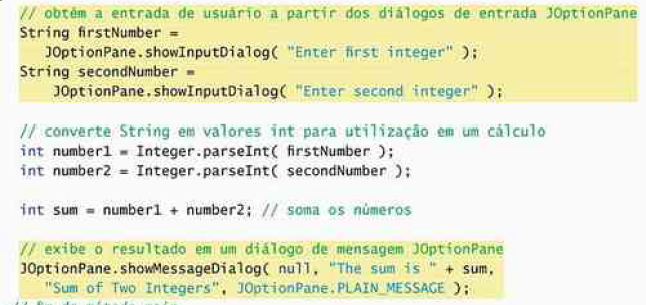 // obtém a entrada de usuário a partir dos diálogos de entrada JOptionPane
String firstNumber =
JOptionPane.showInputDialog( "Enter first integer" );
String secondNumber =
JOptionPane.showInputDialog( "Enter second integer" );
// converte String em valores int para utilização em um cálculo
int number1 = Integer.parseInt( firstNumber );
int number2 = Integer.parseInt( secondNumber );
int sum = number1 + number2; // soma os números
// exibe o resultado em um diálogo de mensagem JOptionPane
JOptionPane.showMessageDialog( null, "The sum is " + sum,
"Sum of Two Integers", JOptionPane.PLAIN_MESSAGE );